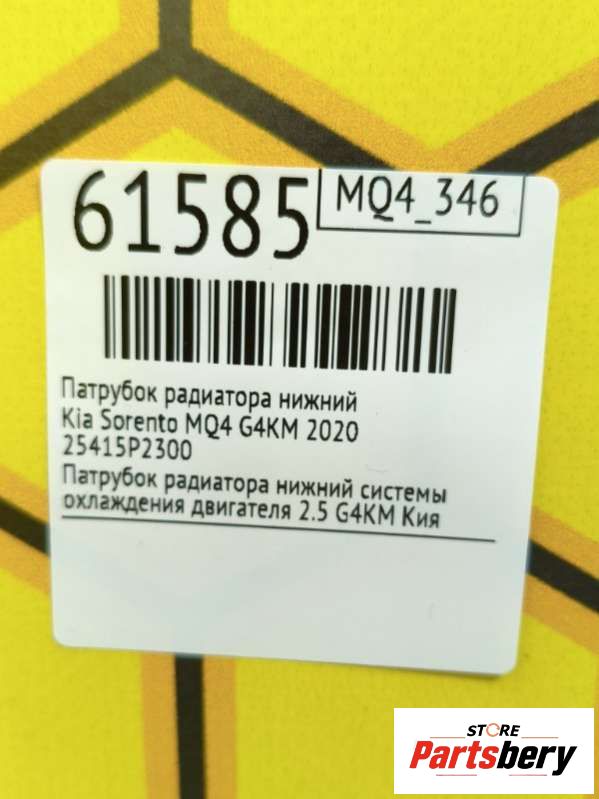 61585
MQ4_346
Патрубок радиатора нижний
Kia Sorento MQ4 G4KM 2020
25415P2300
Патрубок радиатора нижний системы
охлаждения двигателя 2.5 G4KM Кия
STORE
Partsbery